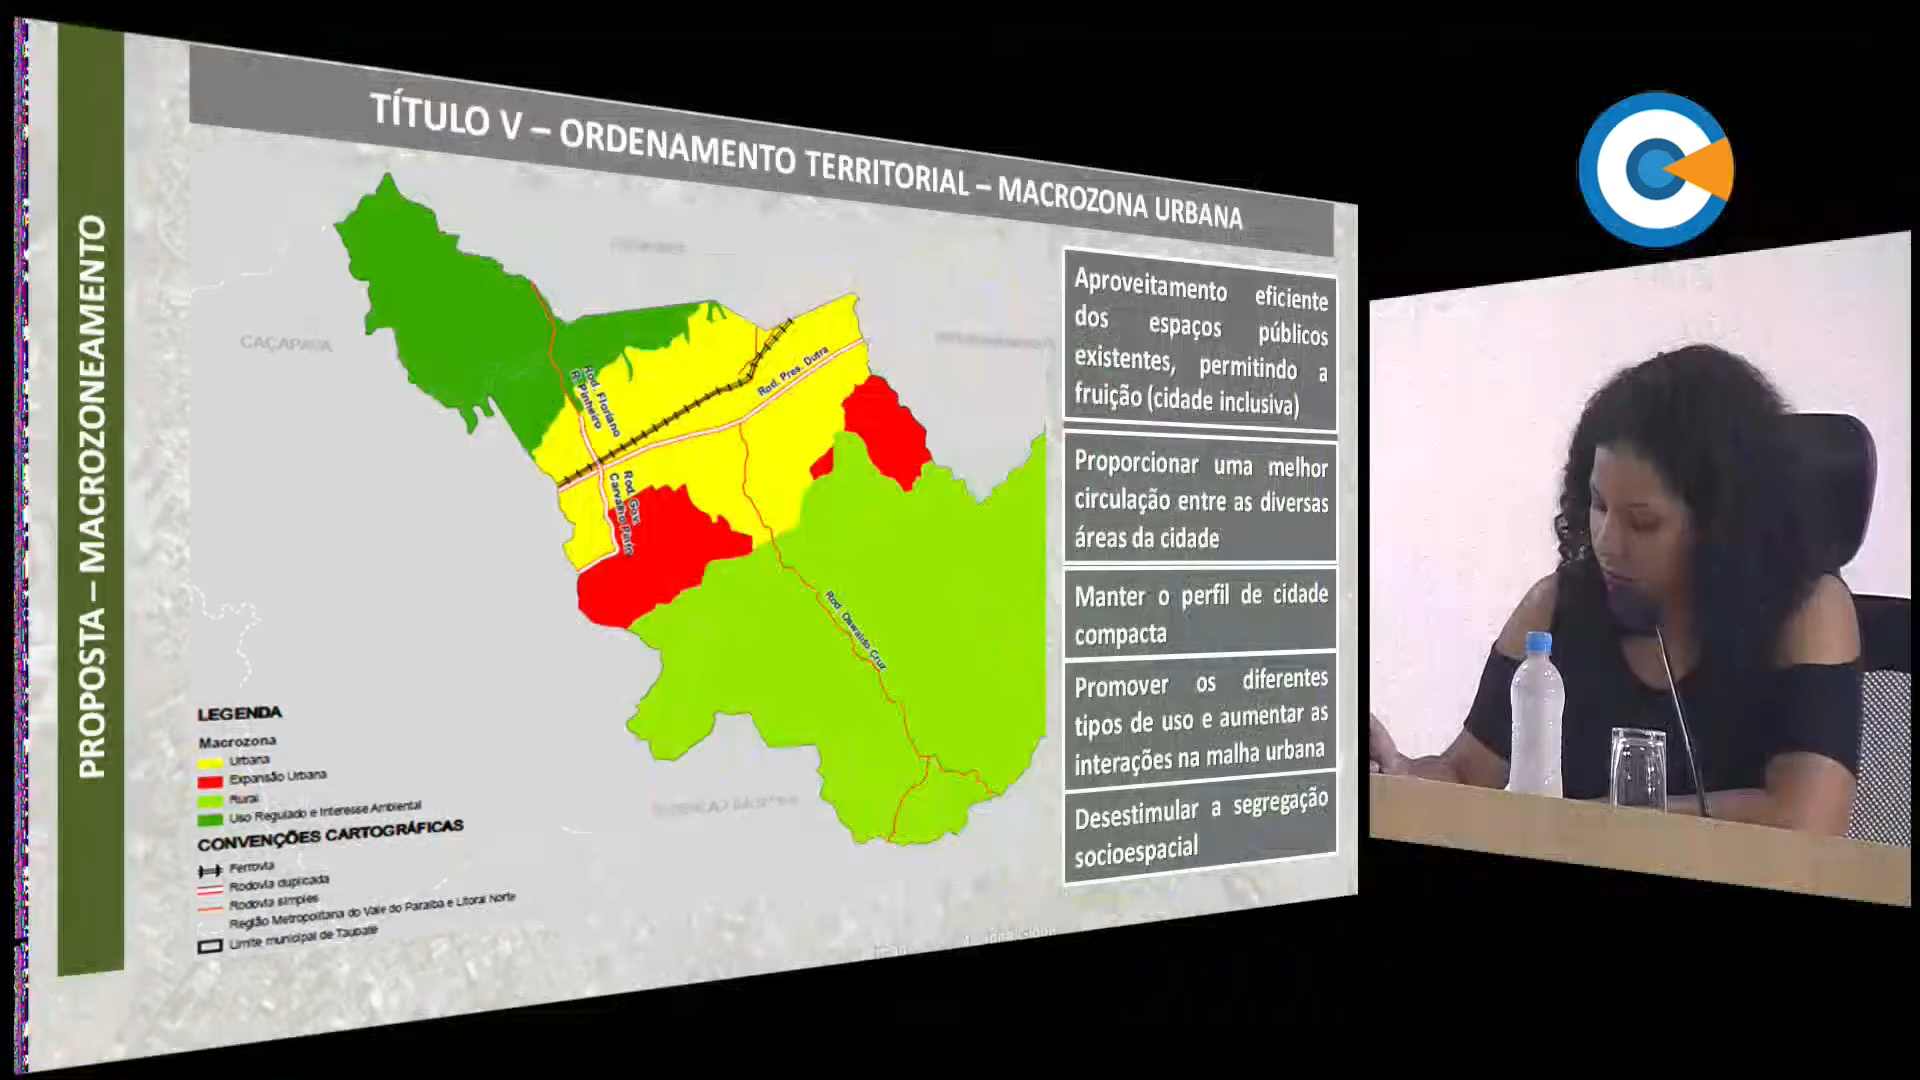 PROPOSTA – MACROZONEAMENTO
TÍTULO V – ORDENAMENTO TERRITORIAL – MACROZONA URBANA
CAÇAPAVA
Rod. Floriano
R. Pinheiro
Rod. Pres. Dutra
Rod. Gov.
Carvalho Pinto
Rod. Oswaldo Cruz
LEGENDA
Macrozona
Urbana
Expansão Urbana
Rural
Uso Regulado e Interesse Ambiental
CONVENÇÕES CARTOGRÁFICAS
Ferrovia
Rodovia duplicada
Rodovia simples
Região Metropolitana do Vale do Paraíba e Litoral Norte
Limite municipal de Taubaté
Aproveitamento eficiente
dos espaços públicos
existentes, permitindo a
fruição (cidade inclusiva)
Proporcionar uma melhor
circulação entre as diversas
áreas da cidade
Manter o perfil de cidade
compacta
Promover os diferentes
tipos de uso e aumentar as
interações na malha urbana
Desestimular a segregação
socioespacial